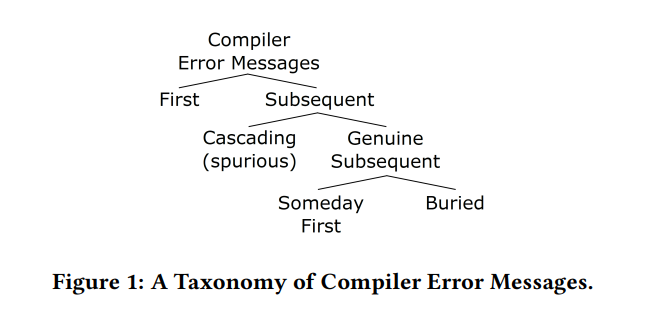 Compiler
Error Messages
First
Subsequent
Cascading
(spurious)
Genuine
Subsequent
Someday
First
Buried
Figure 1: A Taxonomy of Compiler Error Messages.